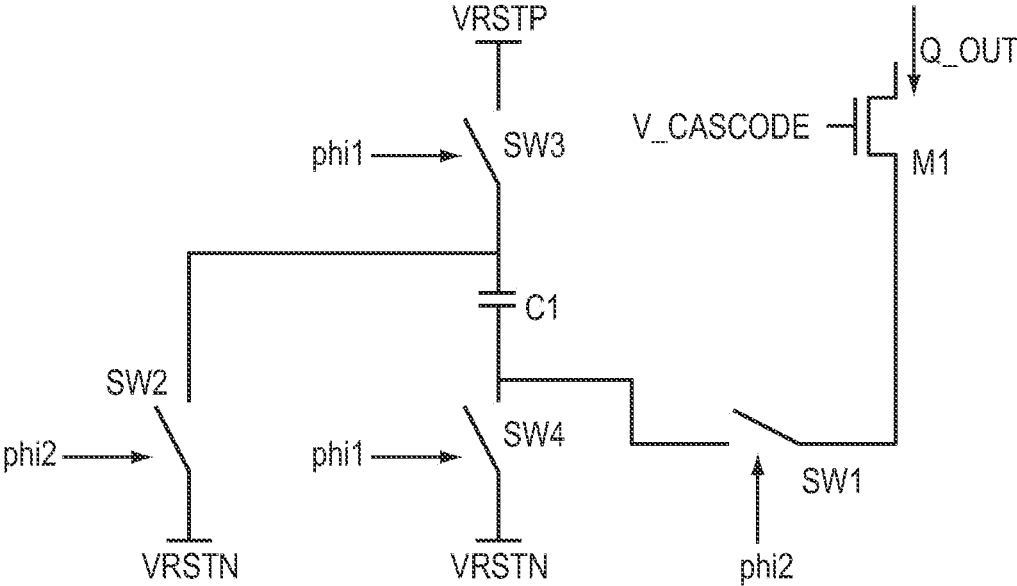 VRSTP
Q_OUT
V_CASCODE
phi1
SW3
M1
C1
SW2
phi2
phi1
SW4
SW1
VRSTN
VRSTN
phi2